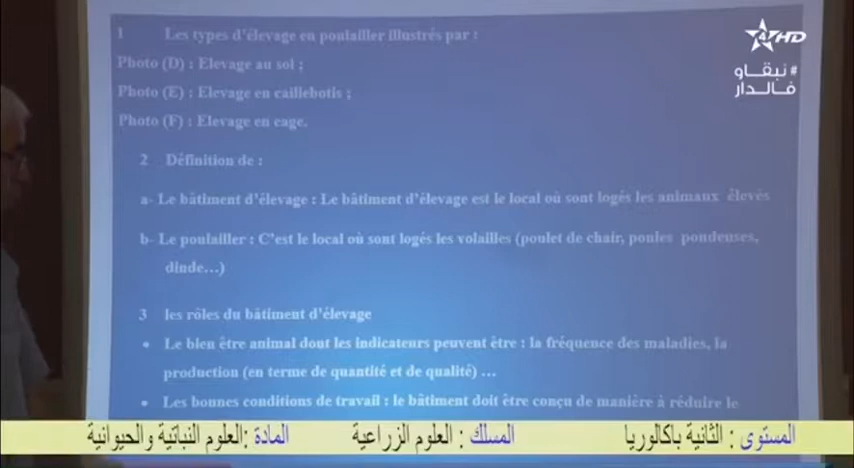 4 HD
#نبقاو
فالدار
1 Les types d'élevage en poulailler illustrés par :
Photo (D) : Elevage au sol ;
Photo (E) : Elevage en caillebotis ;
Photo (F) : Elevage en cage.
2 Définition de :
a- Le bâtiment d'élevage : Le bâtiment d'élevage est le local où sont logés les animaux élevés
b- Le poulailler : C'est le local où sont logés les volailles (poulet de chair, poules pondeuses,
dinde…)
3 les rôles du bâtiment d'élevage
• Le bien être animal dont les indicateurs peuvent être : la fréquence des maladies, la
production (en terme de quantité et de qualité) …
• Les bonnes conditions de travail : le bâtiment doit être conçu de manière à réduire le
المستوى : الثانية باكالوريا المسلك : العلوم الزراعية المادة :العلوم النباتية والحيوانية